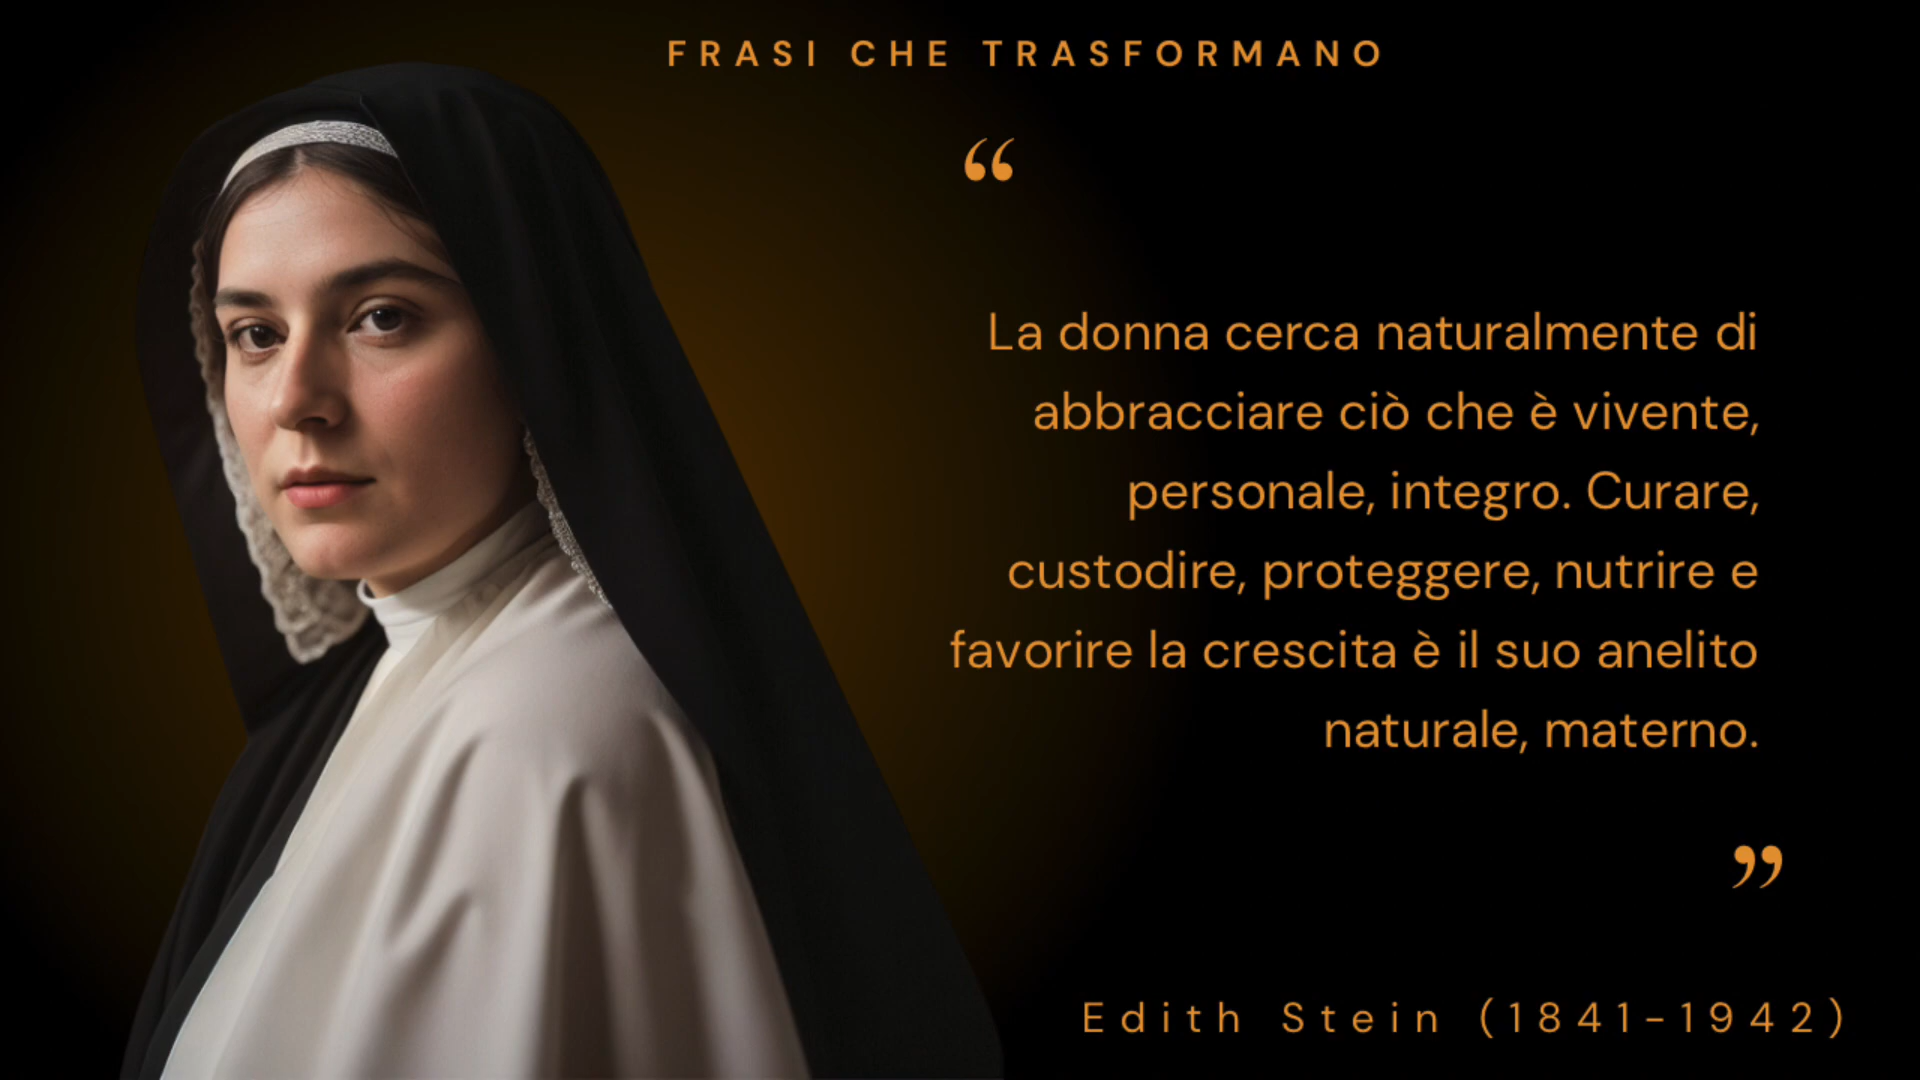 FRASI CHE TRASFORMANO
“
La donna cerca naturalmente di
abbracciare ciò che è vivente,
personale, integro. Curare,
custodire, proteggere, nutrire e
favorire la crescita è il suo anelito
naturale, materno.
”
Edith Stein (1841-1942)